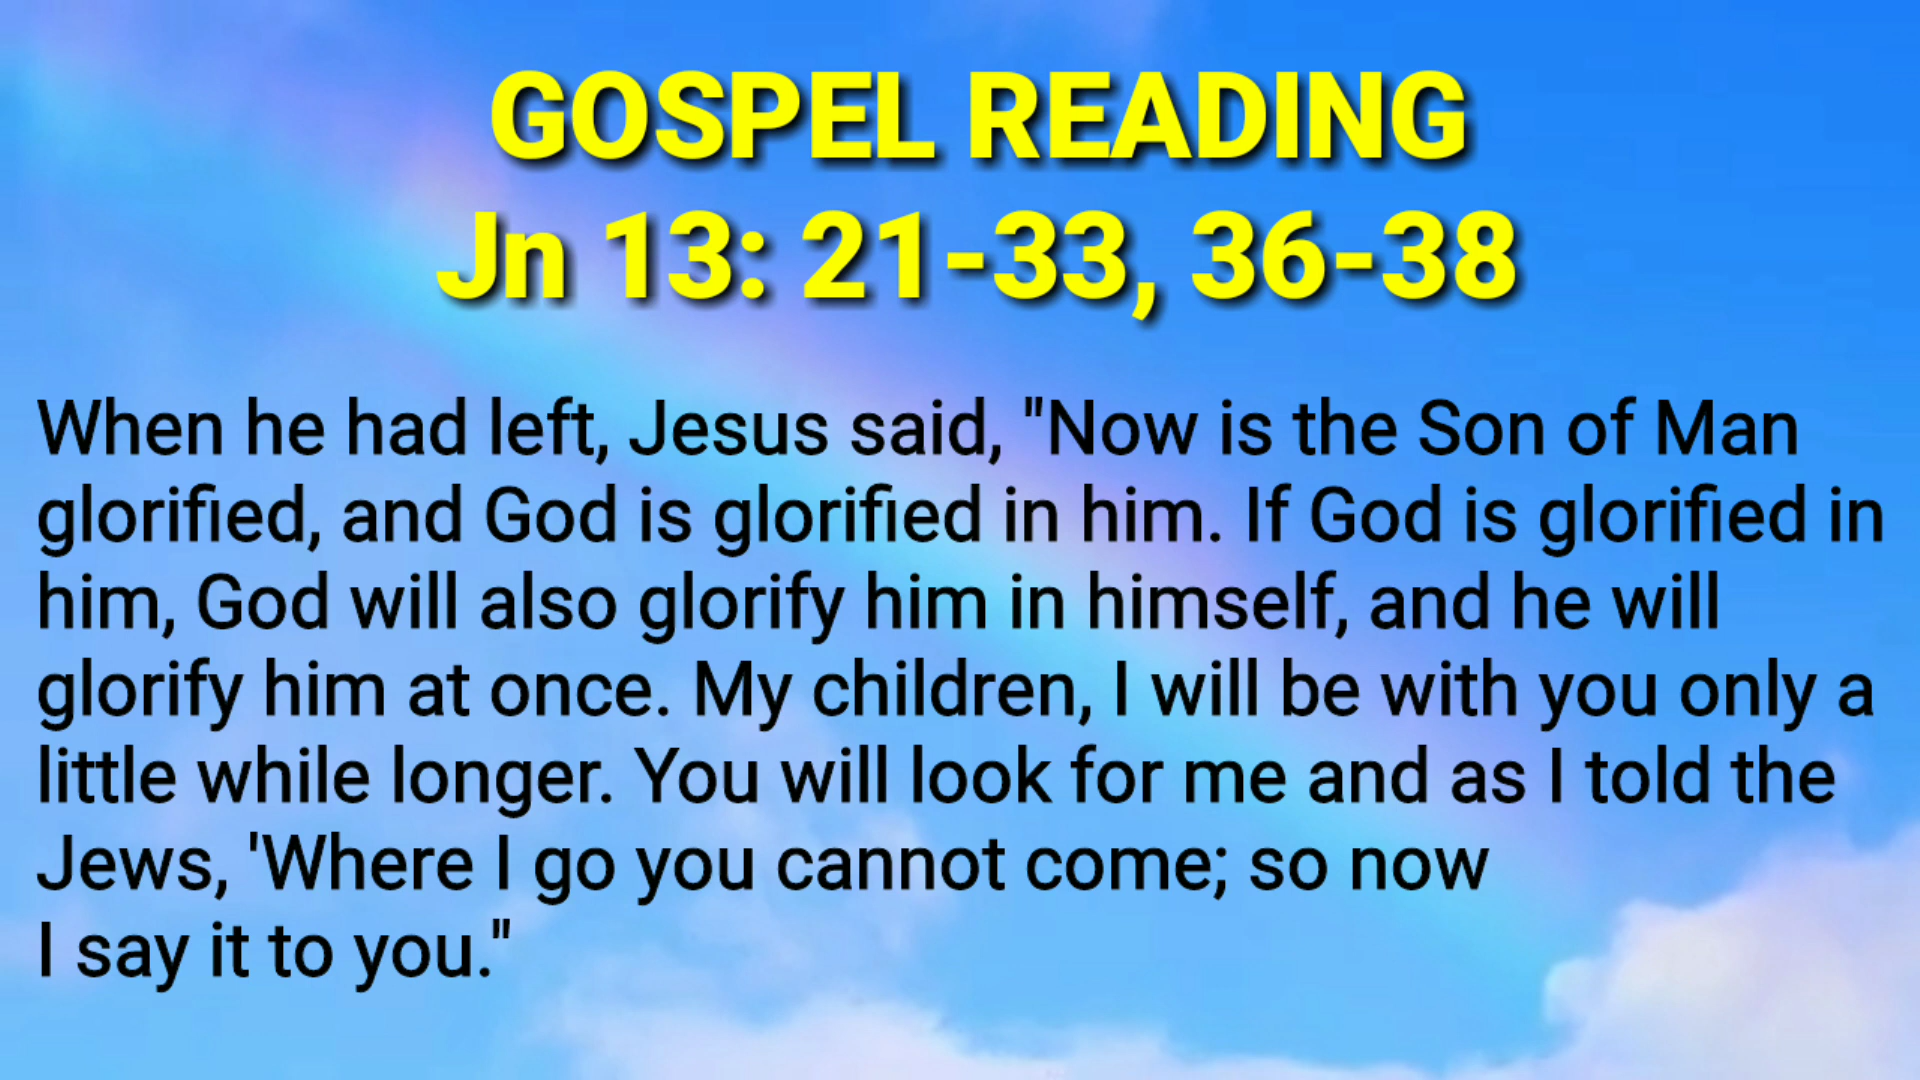 GOSPEL READING
Jn 13: 21-33, 36-38
When he had left, Jesus said, "Now is the Son of Man
glorified, and God is glorified in him. If God is glorified in
him, God will also glorify him in himself, and he will
glorify him at once. My children, I will be with you only a
little while longer. You will look for me and as I told the
Jews, 'Where I go you cannot come; so now
I say it to you."